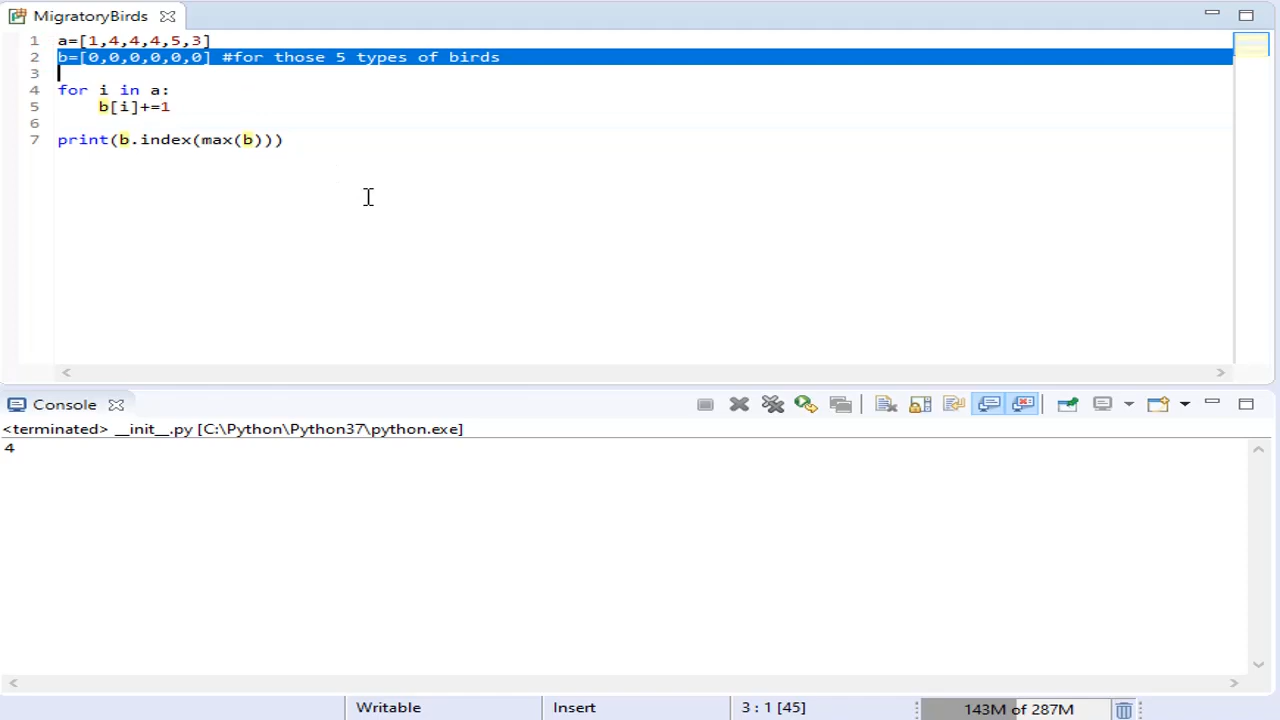 MigratoryBirds
1 a=[1,4,4,4,5,3]
2 b=[0,0,0,0,0,0] #for those 5 types of birds
3
4 for i in a:
5     b[i]+=1
6
7 print(b.index(max(b)))
Console
<terminated> __init__.py [C:\Python\Python37\python.exe]
4
Writable Insert 3 : 1 [45] 143M of 287M